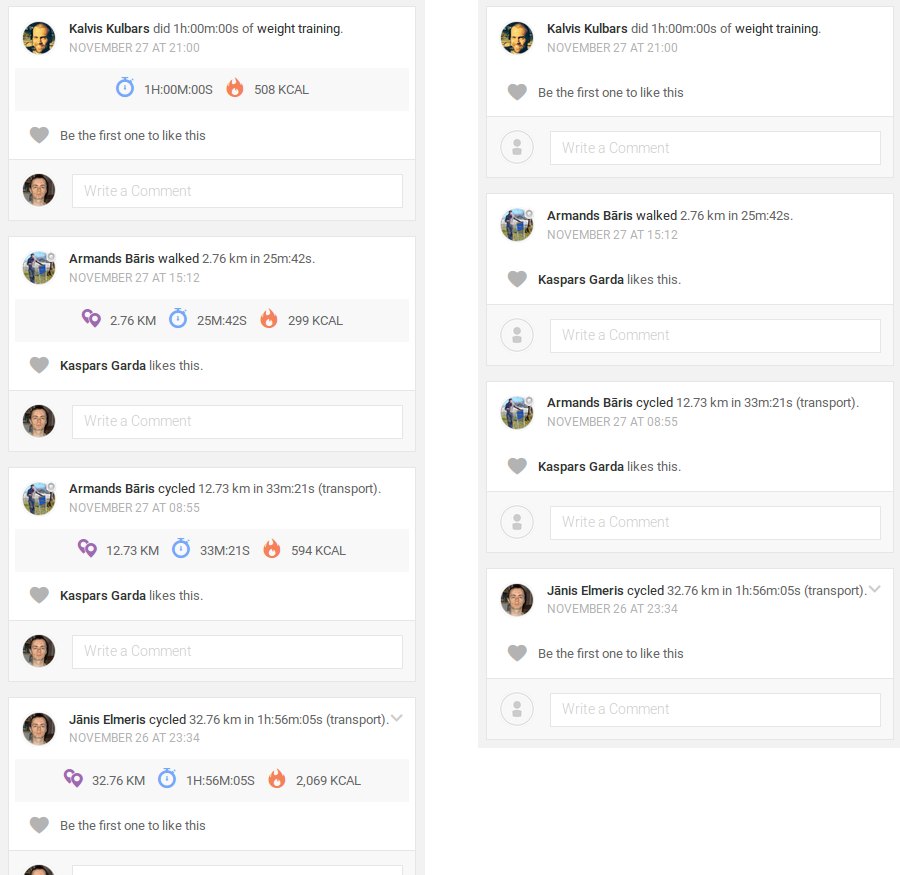 Kalvis Kulbars did 1h:00m:00s of weight training.
NOVEMBER 27 AT 21:00
1H:00M:00S 508 KCAL
Be the first one to like this
Write a Comment
Armands Bāris walked 2.76 km in 25m:42s.
NOVEMBER 27 AT 15:12
2.76 KM 25M:42S 299 KCAL
Kaspars Garda likes this.
Write a Comment
Armands Bāris cycled 12.73 km in 33m:21s (transport).
NOVEMBER 27 AT 08:55
12.73 KM 33M:21S 594 KCAL
Kaspars Garda likes this.
Write a Comment
Jānis Elmeris cycled 32.76 km in 1h:56m:05s (transport).
NOVEMBER 26 AT 23:34
32.76 KM 1H:56M:05S 2,069 KCAL
Be the first one to like this
Kalvis Kulbars did 1h:00m:00s of weight training.
NOVEMBER 27 AT 21:00
Be the first one to like this
Write a Comment
Armands Bāris walked 2.76 km in 25m:42s.
NOVEMBER 27 AT 15:12
Kaspars Garda likes this.
Write a Comment
Armands Bāris cycled 12.73 km in 33m:21s (transport).
NOVEMBER 27 AT 08:55
Kaspars Garda likes this.
Write a Comment
Jānis Elmeris cycled 32.76 km in 1h:56m:05s (transport).
NOVEMBER 26 AT 23:34
Be the first one to like this
Write a Comment